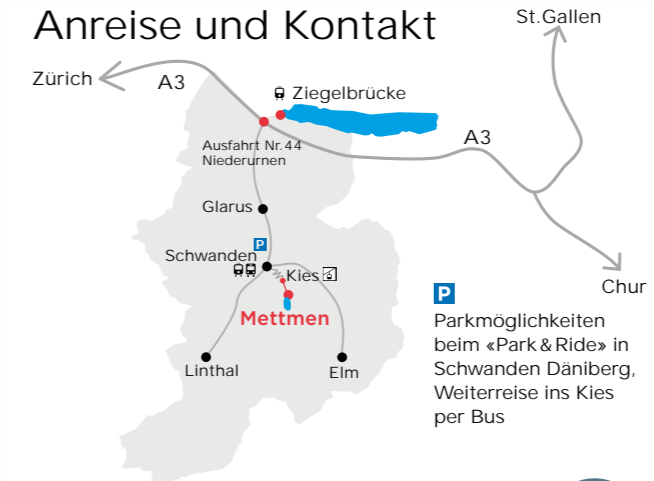 Anreise und Kontakt
St.Gallen
Zürich
A3
Ziegelbrücke
A3
Ausfahrt Nr. 44
Niederurnen
Glarus
P
Schwanden
Kies
Chur
Mettmen
Linthal
Elm
P
Parkmöglichkeiten
beim «Park & Ride» in
Schwanden Däniberg,
Weiterreise ins Kies
per Bus